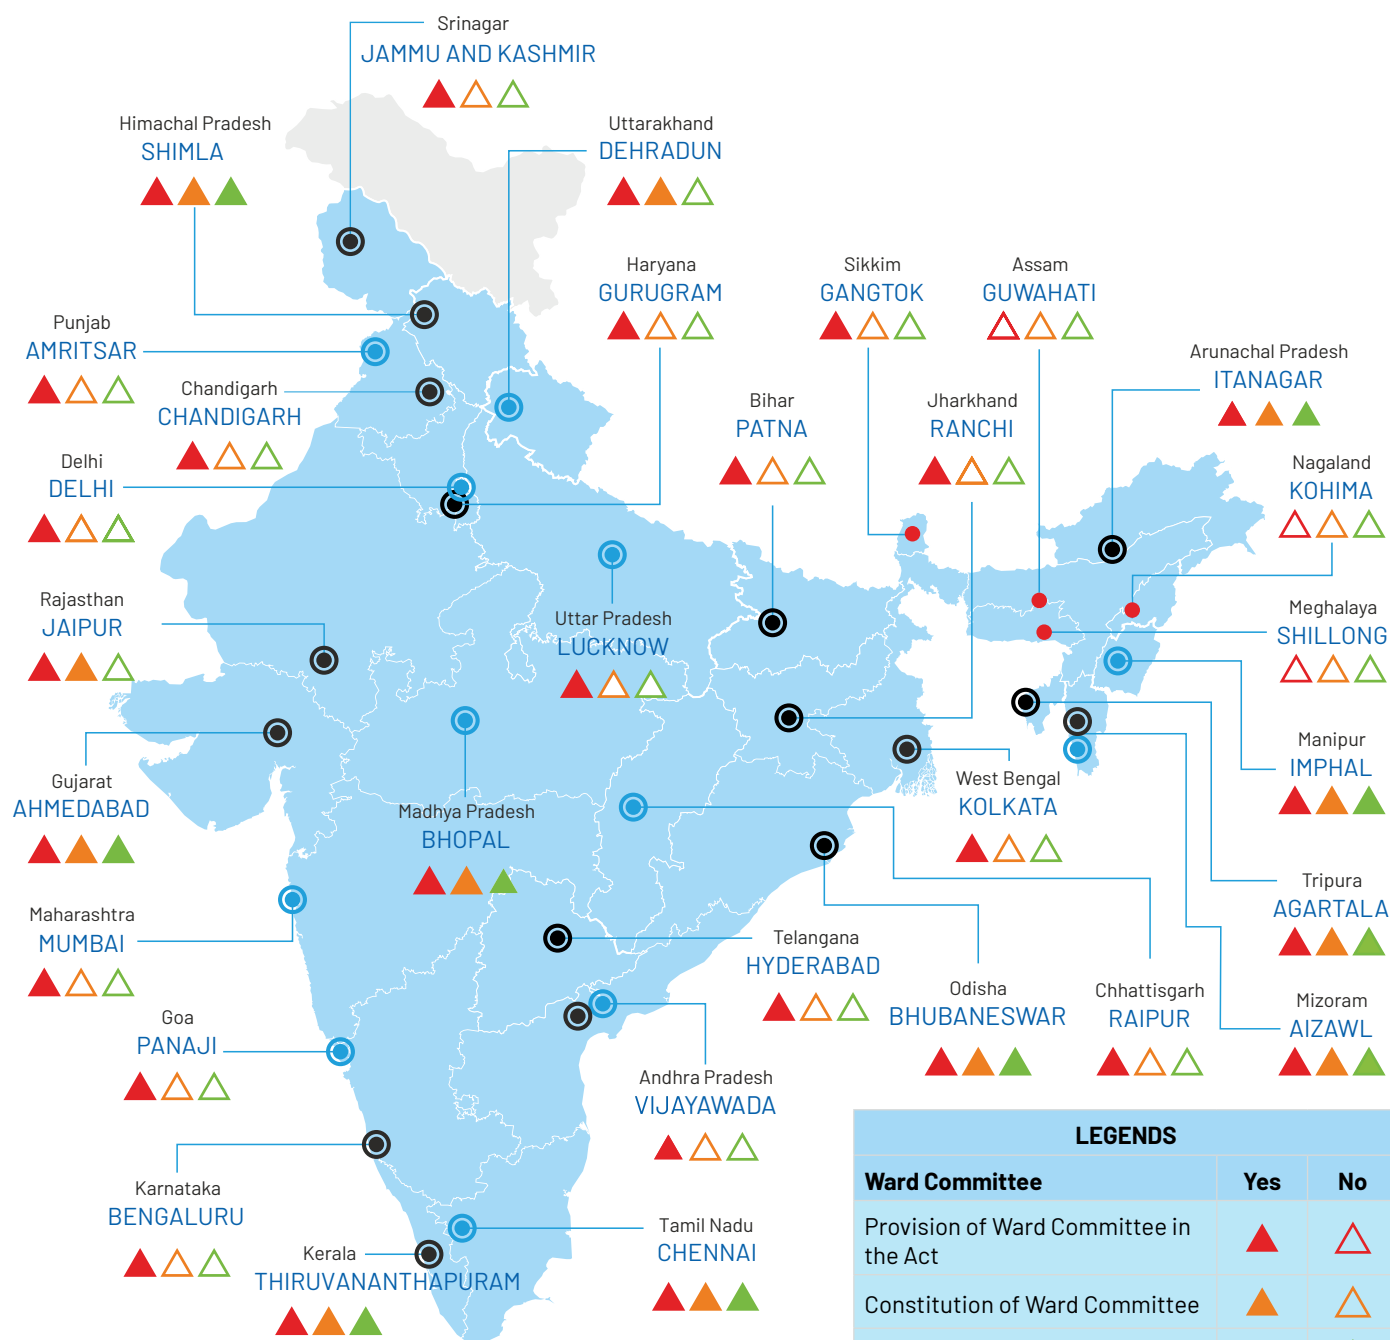 Srinagar
JAMMU AND KASHMIR
Himachal Pradesh
SHIMLA
Uttarakhand
DEHRADUN
Haryana
GURUGRAM
Sikkim
GANGTOK
Assam
GUWAHATI
Punjab
AMRITSAR
Arunachal Pradesh
ITANAGAR
Chandigarh
CHANDIGARH
Bihar
PATNA
Jharkhand
RANCHI
Delhi
DELHI
Nagaland
KOHIMA
Rajasthan
JAIPUR
Uttar Pradesh
LUCKNOW
Meghalaya
SHILLONG
Gujarat
AHMEDABAD
Madhya Pradesh
BHOPAL
West Bengal
KOLKATA
Manipur
IMPHAL
Maharashtra
MUMBAI
Telangana
HYDERABAD
Tripura
AGARTALA
Odisha
BHUBANESWAR
Chhattisgarh
RAIPUR
Mizoram
AIZAWL
Goa
PANAJI
Andhra Pradesh
VIJAYAWADA
Karnataka
BENGALURU
Kerala
THIRUVANANTHAPURAM
Tamil Nadu
CHENNAI
LEGENDS
Ward Committee Yes No
Provision of Ward Committee in
the Act
Constitution of Ward Committee